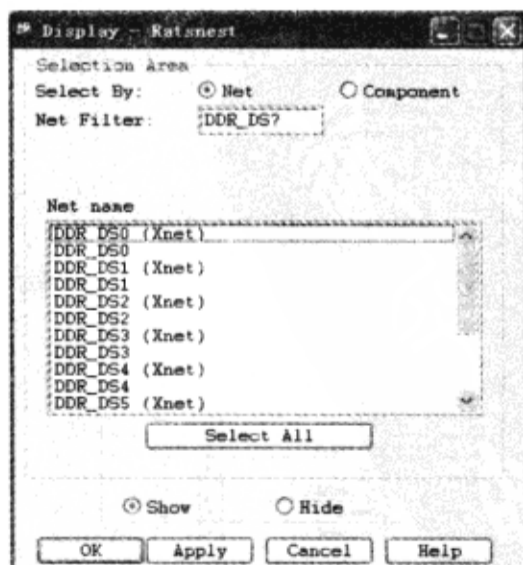 Display - Ratsnest
Selection Area
Select By: Net Component
Net Filter: DDR_DS?
Net name
DDR_DS0 (Xnet)
DDR_DS0
DDR_DS1 (Xnet)
DDR_DS1
DDR_DS2 (Xnet)
DDR_DS2
DDR_DS3 (Xnet)
DDR_DS3
DDR_DS4 (Xnet)
DDR_DS4
DDR_DS5 (Xnet)
Select All
Show Hide
OK Apply Cancel Help